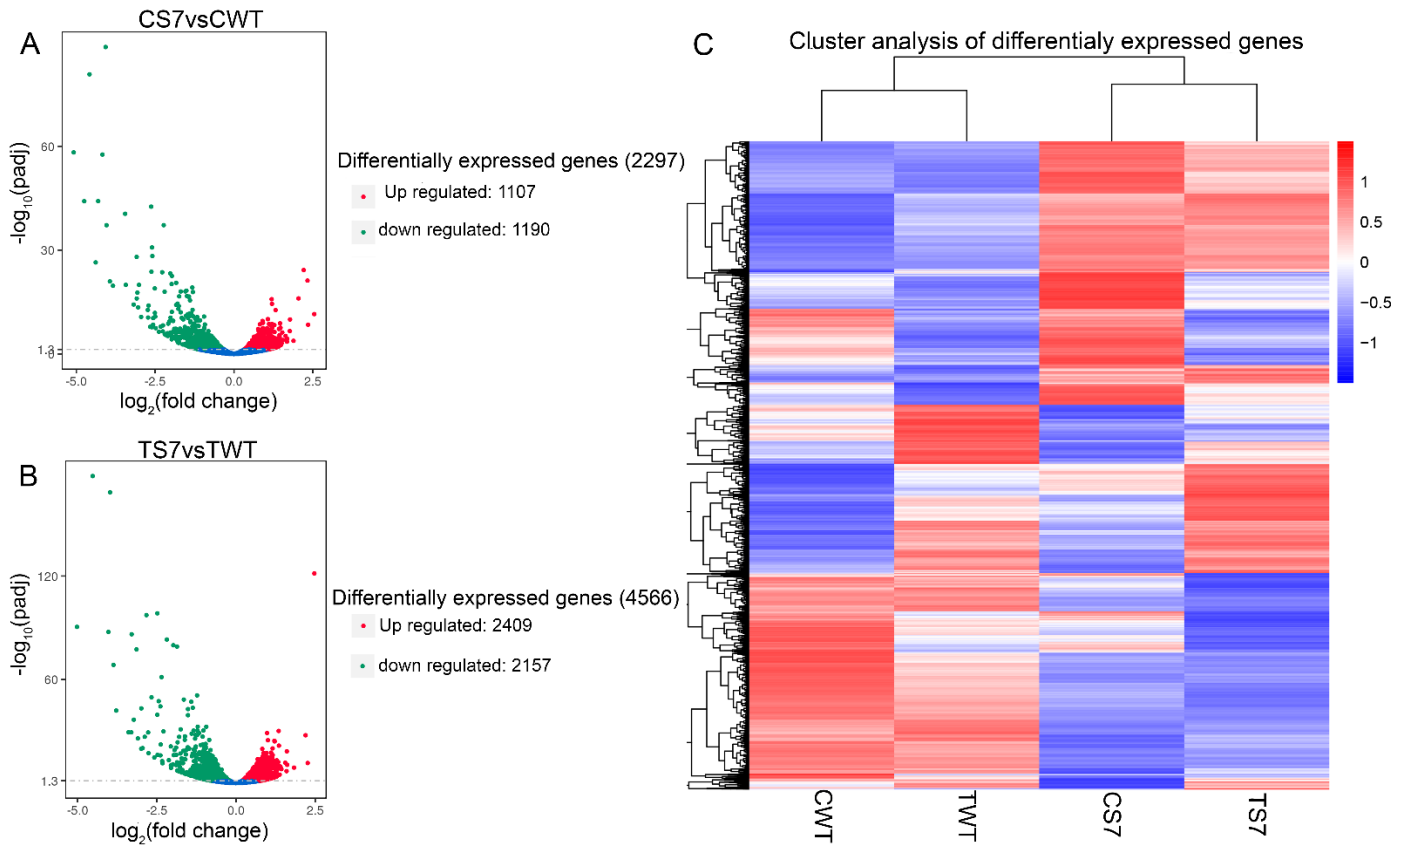 CS7vsCWT
A
60
30
1.3
0
-5.0 -2.5 0.0 2.5
-log10(padj)
log2(fold change)
Differentially expressed genes (2297)
Up regulated: 1107
down regulated: 1190
TS7vsTWT
B
120
60
1.3
-5.0 -2.5 0.0 2.5
-log10(padj)
log2(fold change)
Differentially expressed genes (4566)
Up regulated: 2409
down regulated: 2157
C
Cluster analysis of differentialy expressed genes
1
0.5
0
−0.5
−1
CWT
TWT
CS7
TS7